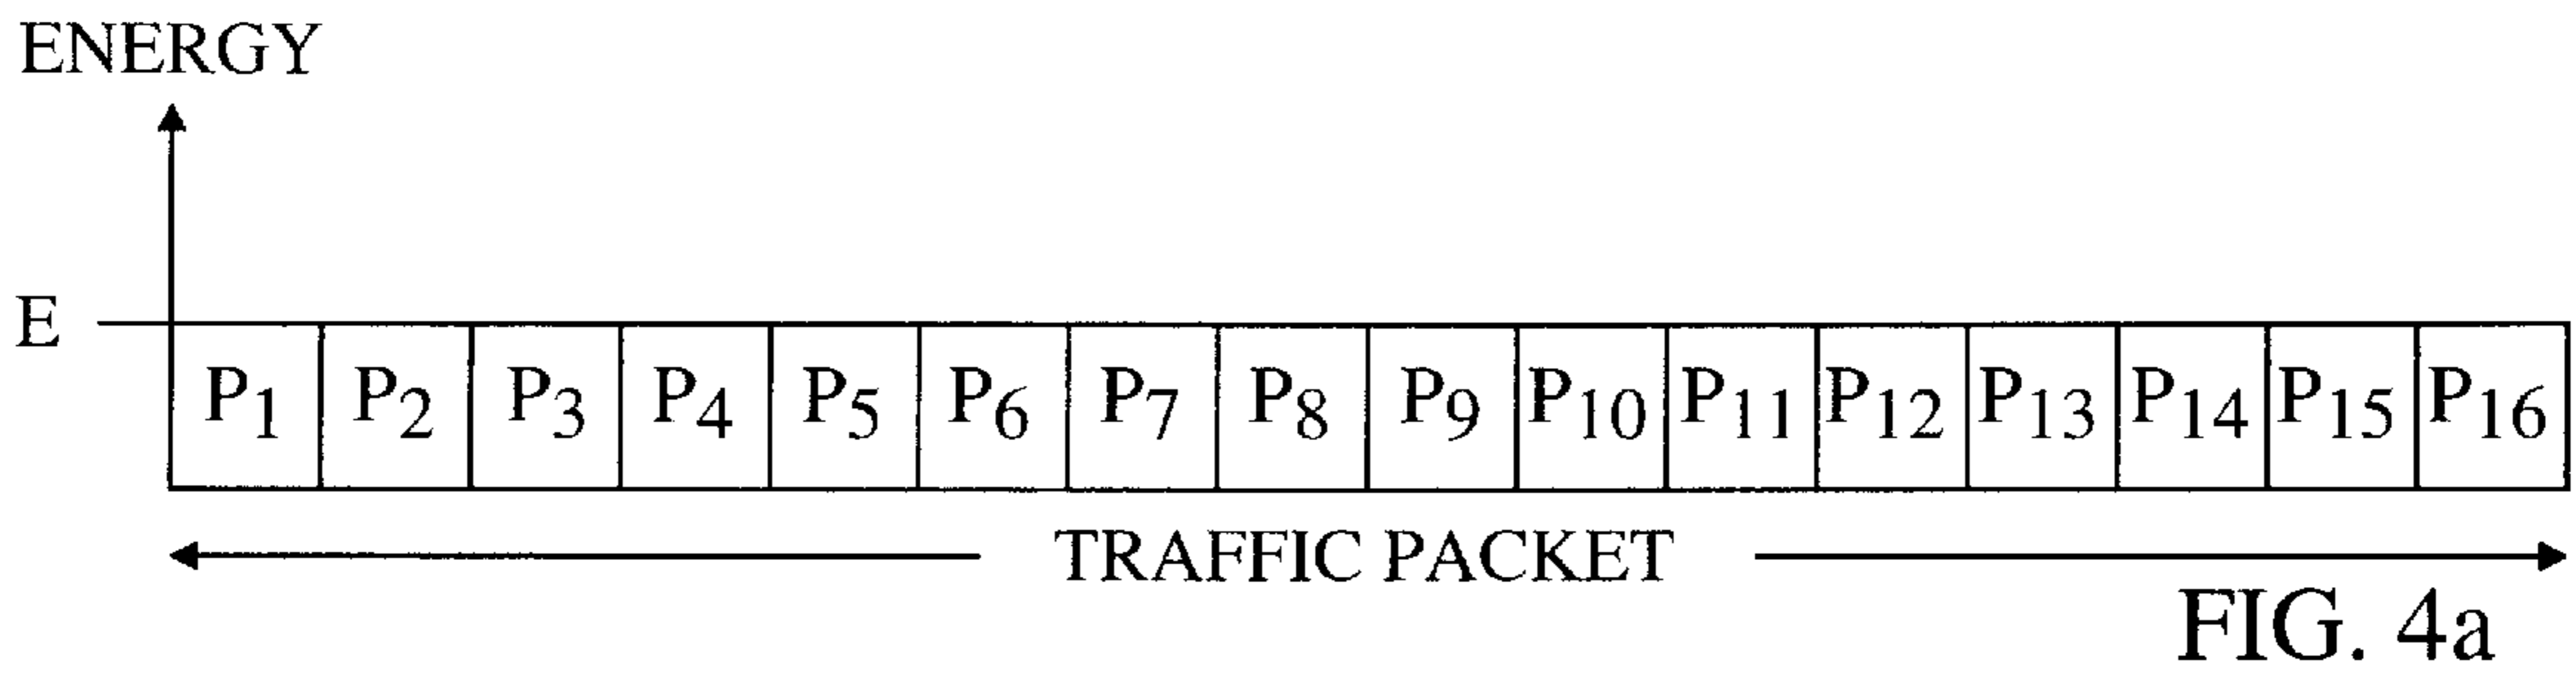 ENERGY
E
P1 P2 P3 P4 P5 P6 P7 P8 P9 P10 P11 P12 P13 P14 P15 P16
TRAFFIC PACKET
FIG. 4a